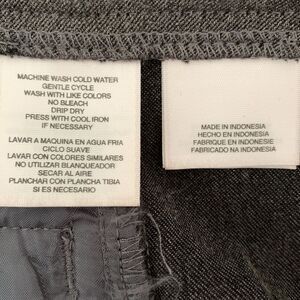 MACHINE WASH COLD WATER
GENTLE CYCLE
WASH WITH LIKE COLORS
NO BLEACH
DRIP DRY
PRESS WITH COOL IRON
IF NECESSARY
LAVAR A MAQUINA EN AGUA FRIA
CICLO SUAVE
LAVAR CON COLORES SIMILARES
NO UTILIZAR BLANQUEADOR
SECAR AL AIRE
PLANCHAR CON PLANCHA TIBIA
SI ES NECESARIO
MADE IN INDONESIA
HECHO EN INDONESIA
FABRIQUE EN INDONESIE
FABRICADO NA INDONESIA